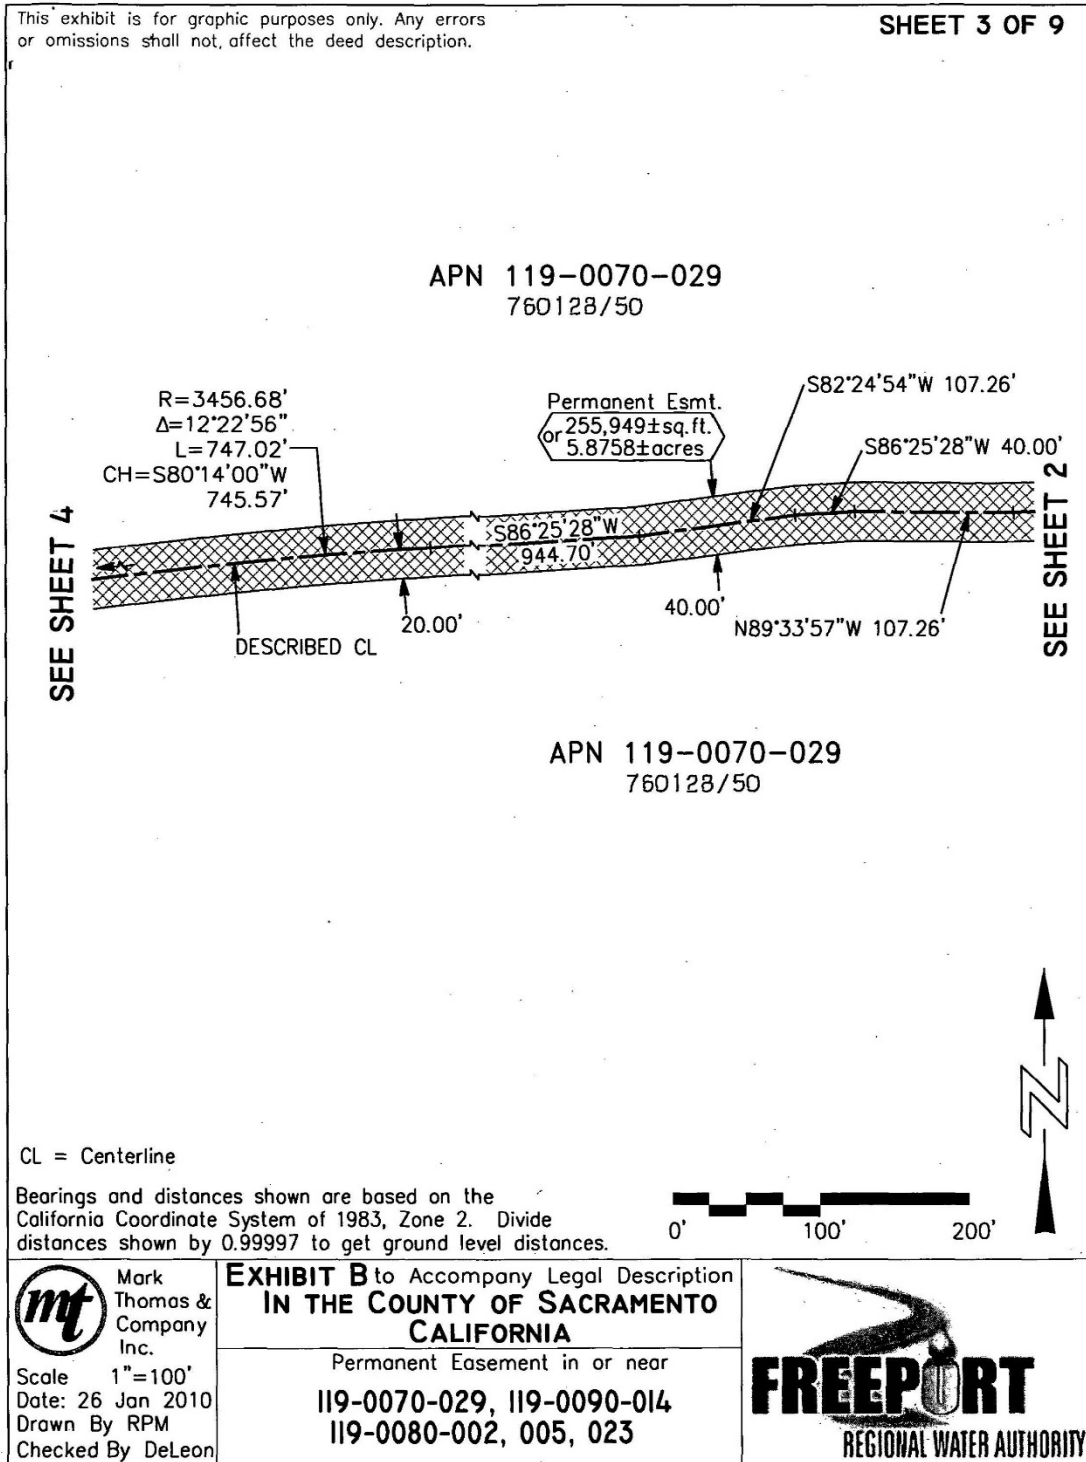 This exhibit is for graphic purposes only. Any errors
or omissions shall not, affect the deed description.
SHEET 3 OF 9
APN 119-0070-029
760128/50
R=3456.68'
Δ=12°22'56"
L=747.02'
CH=S80°14'00"W
745.57'
Permanent Esmt.
or 255,949±sq.ft.
5.8758±acres
S82°24'54"W 107.26'
S86°25'28"W 40.00'
SEE SHEET 4
S86°25'28"W
944.70'
SEE SHEET 2
20.00'
40.00'
N89°33'57"W 107.26'
DESCRIBED CL
APN 119-0070-029
760128/50
N
CL = Centerline
Bearings and distances shown are based on the
California Coordinate System of 1983, Zone 2. Divide
distances shown by 0.99997 to get ground level distances.
0' 100' 200'
mt
Mark
Thomas &
Company
Inc.
Scale 1"=100'
Date: 26 Jan 2010
Drawn By RPM
Checked By DeLeon
EXHIBIT B to Accompany Legal Description
IN THE COUNTY OF SACRAMENTO
CALIFORNIA
Permanent Easement in or near
119-0070-029, 119-0090-014
119-0080-002, 005, 023
FREEPORT
REGIONAL WATER AUTHORITY